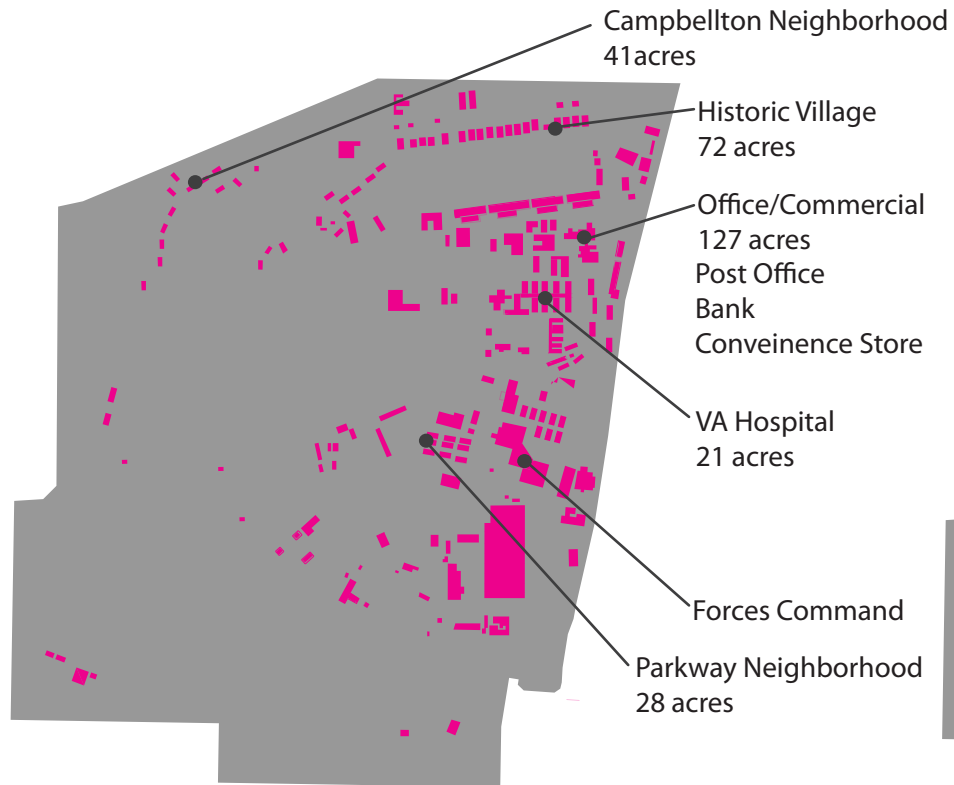 Campbellton Neighborhood
41acres
Historic Village
72 acres
Office/Commercial
127 acres
Post Office
Bank
Conveinence Store
VA Hospital
21 acres
Forces Command
Parkway Neighborhood
28 acres